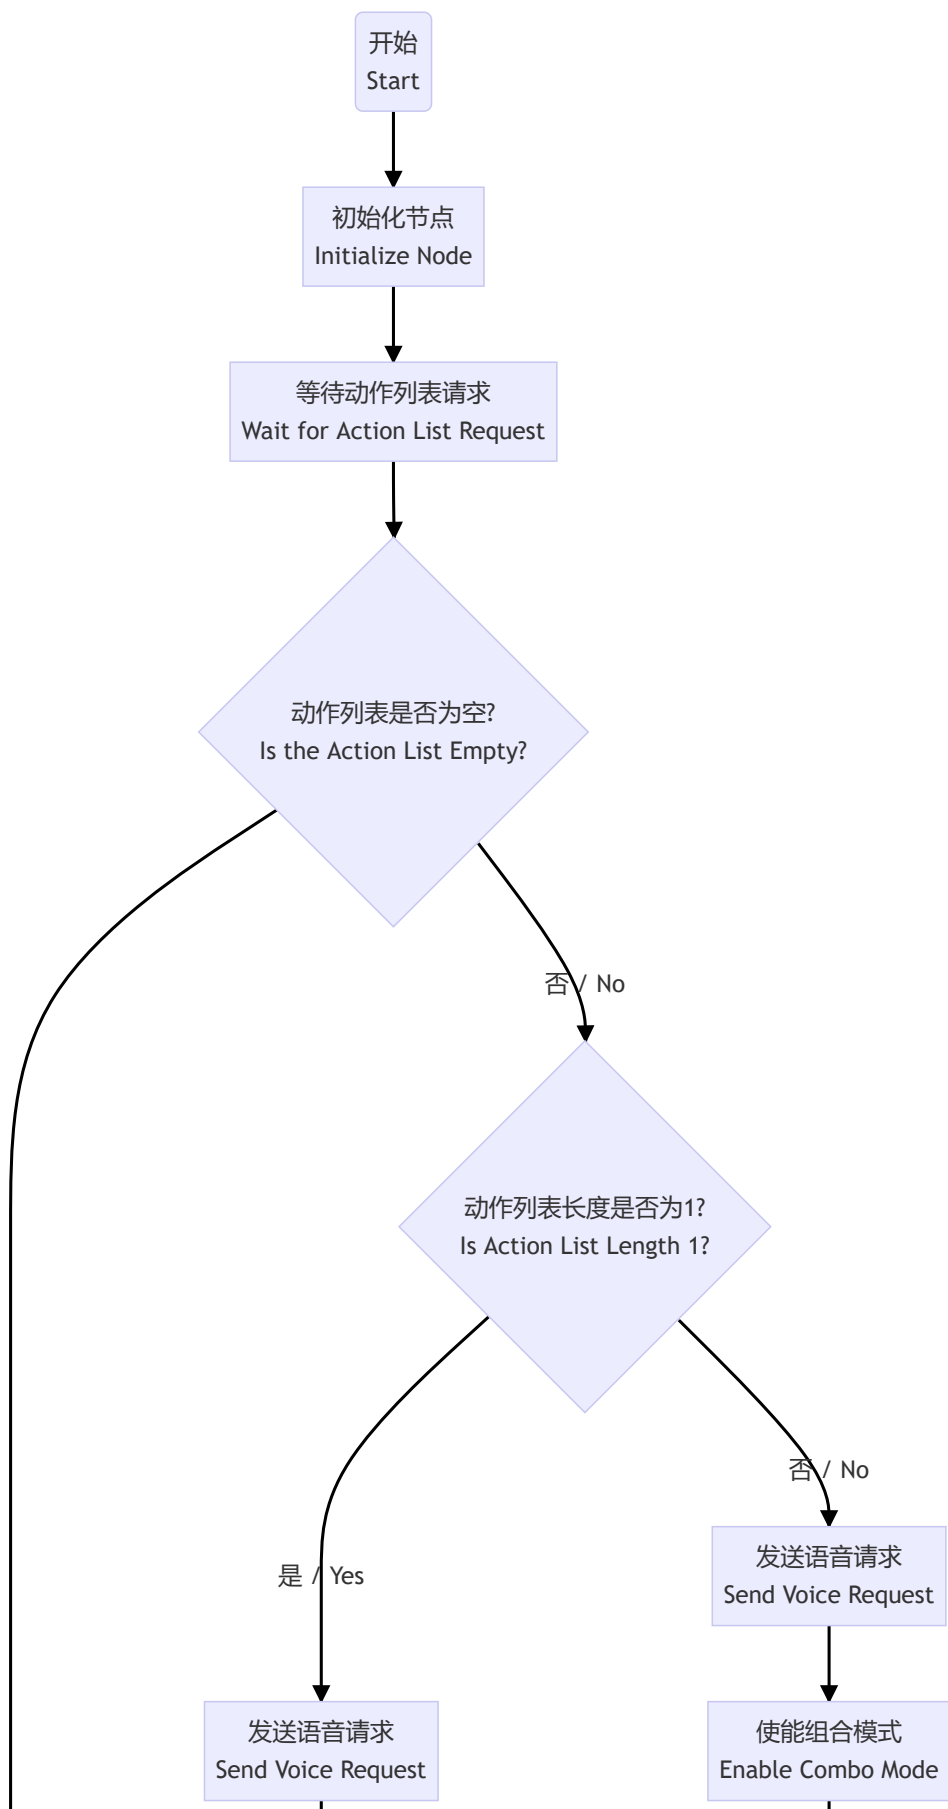 开始
Start
初始化节点
Initialize Node
等待动作列表请求
Wait for Action List Request
动作列表是否为空?
Is the Action List Empty?
否 / No
动作列表长度是否为1?
Is Action List Length 1?
否 / No
发送语音请求
Send Voice Request
是 / Yes
发送语音请求
Send Voice Request
使能组合模式
Enable Combo Mode